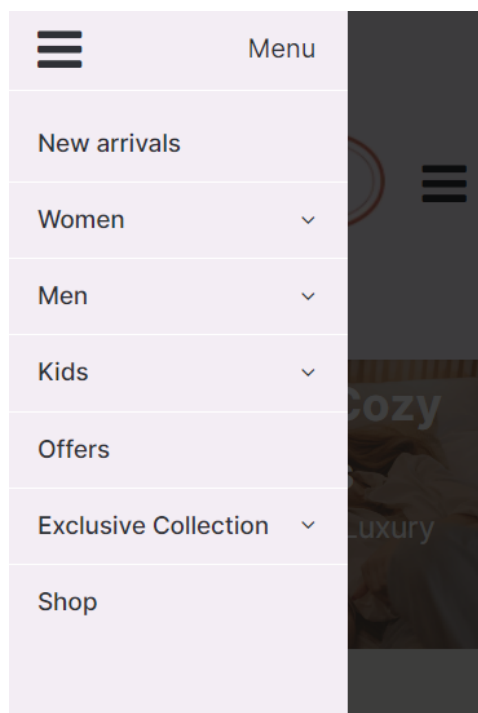 Menu
New arrivals
Women
Men
Kids
Offers
Exclusive Collection
Shop
Cozy
Luxury